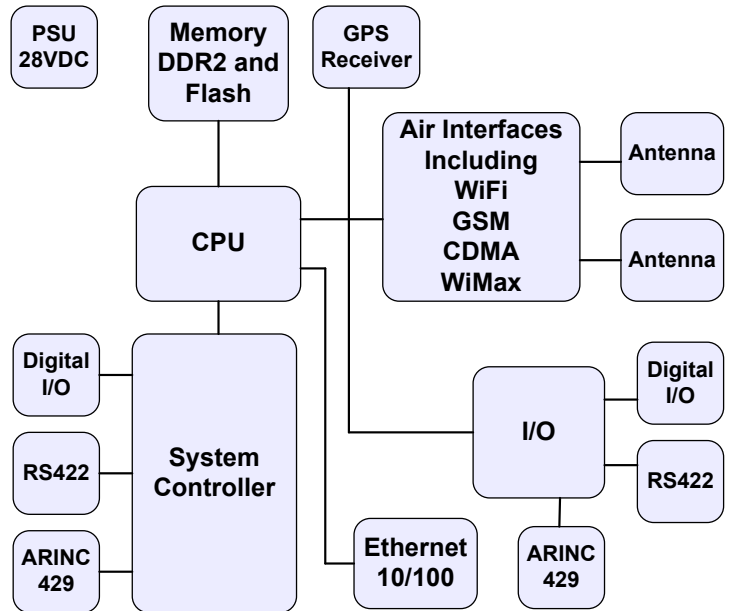 PSU
28VDC
Memory
DDR2 and
Flash
GPS
Receiver
Air Interfaces
Including
WiFi
GSM
CDMA
WiMax
Antenna
Antenna
CPU
Digital
I/O
RS422
ARINC
429
System
Controller
Ethernet
10/100
I/O
Digital
I/O
RS422
ARINC
429